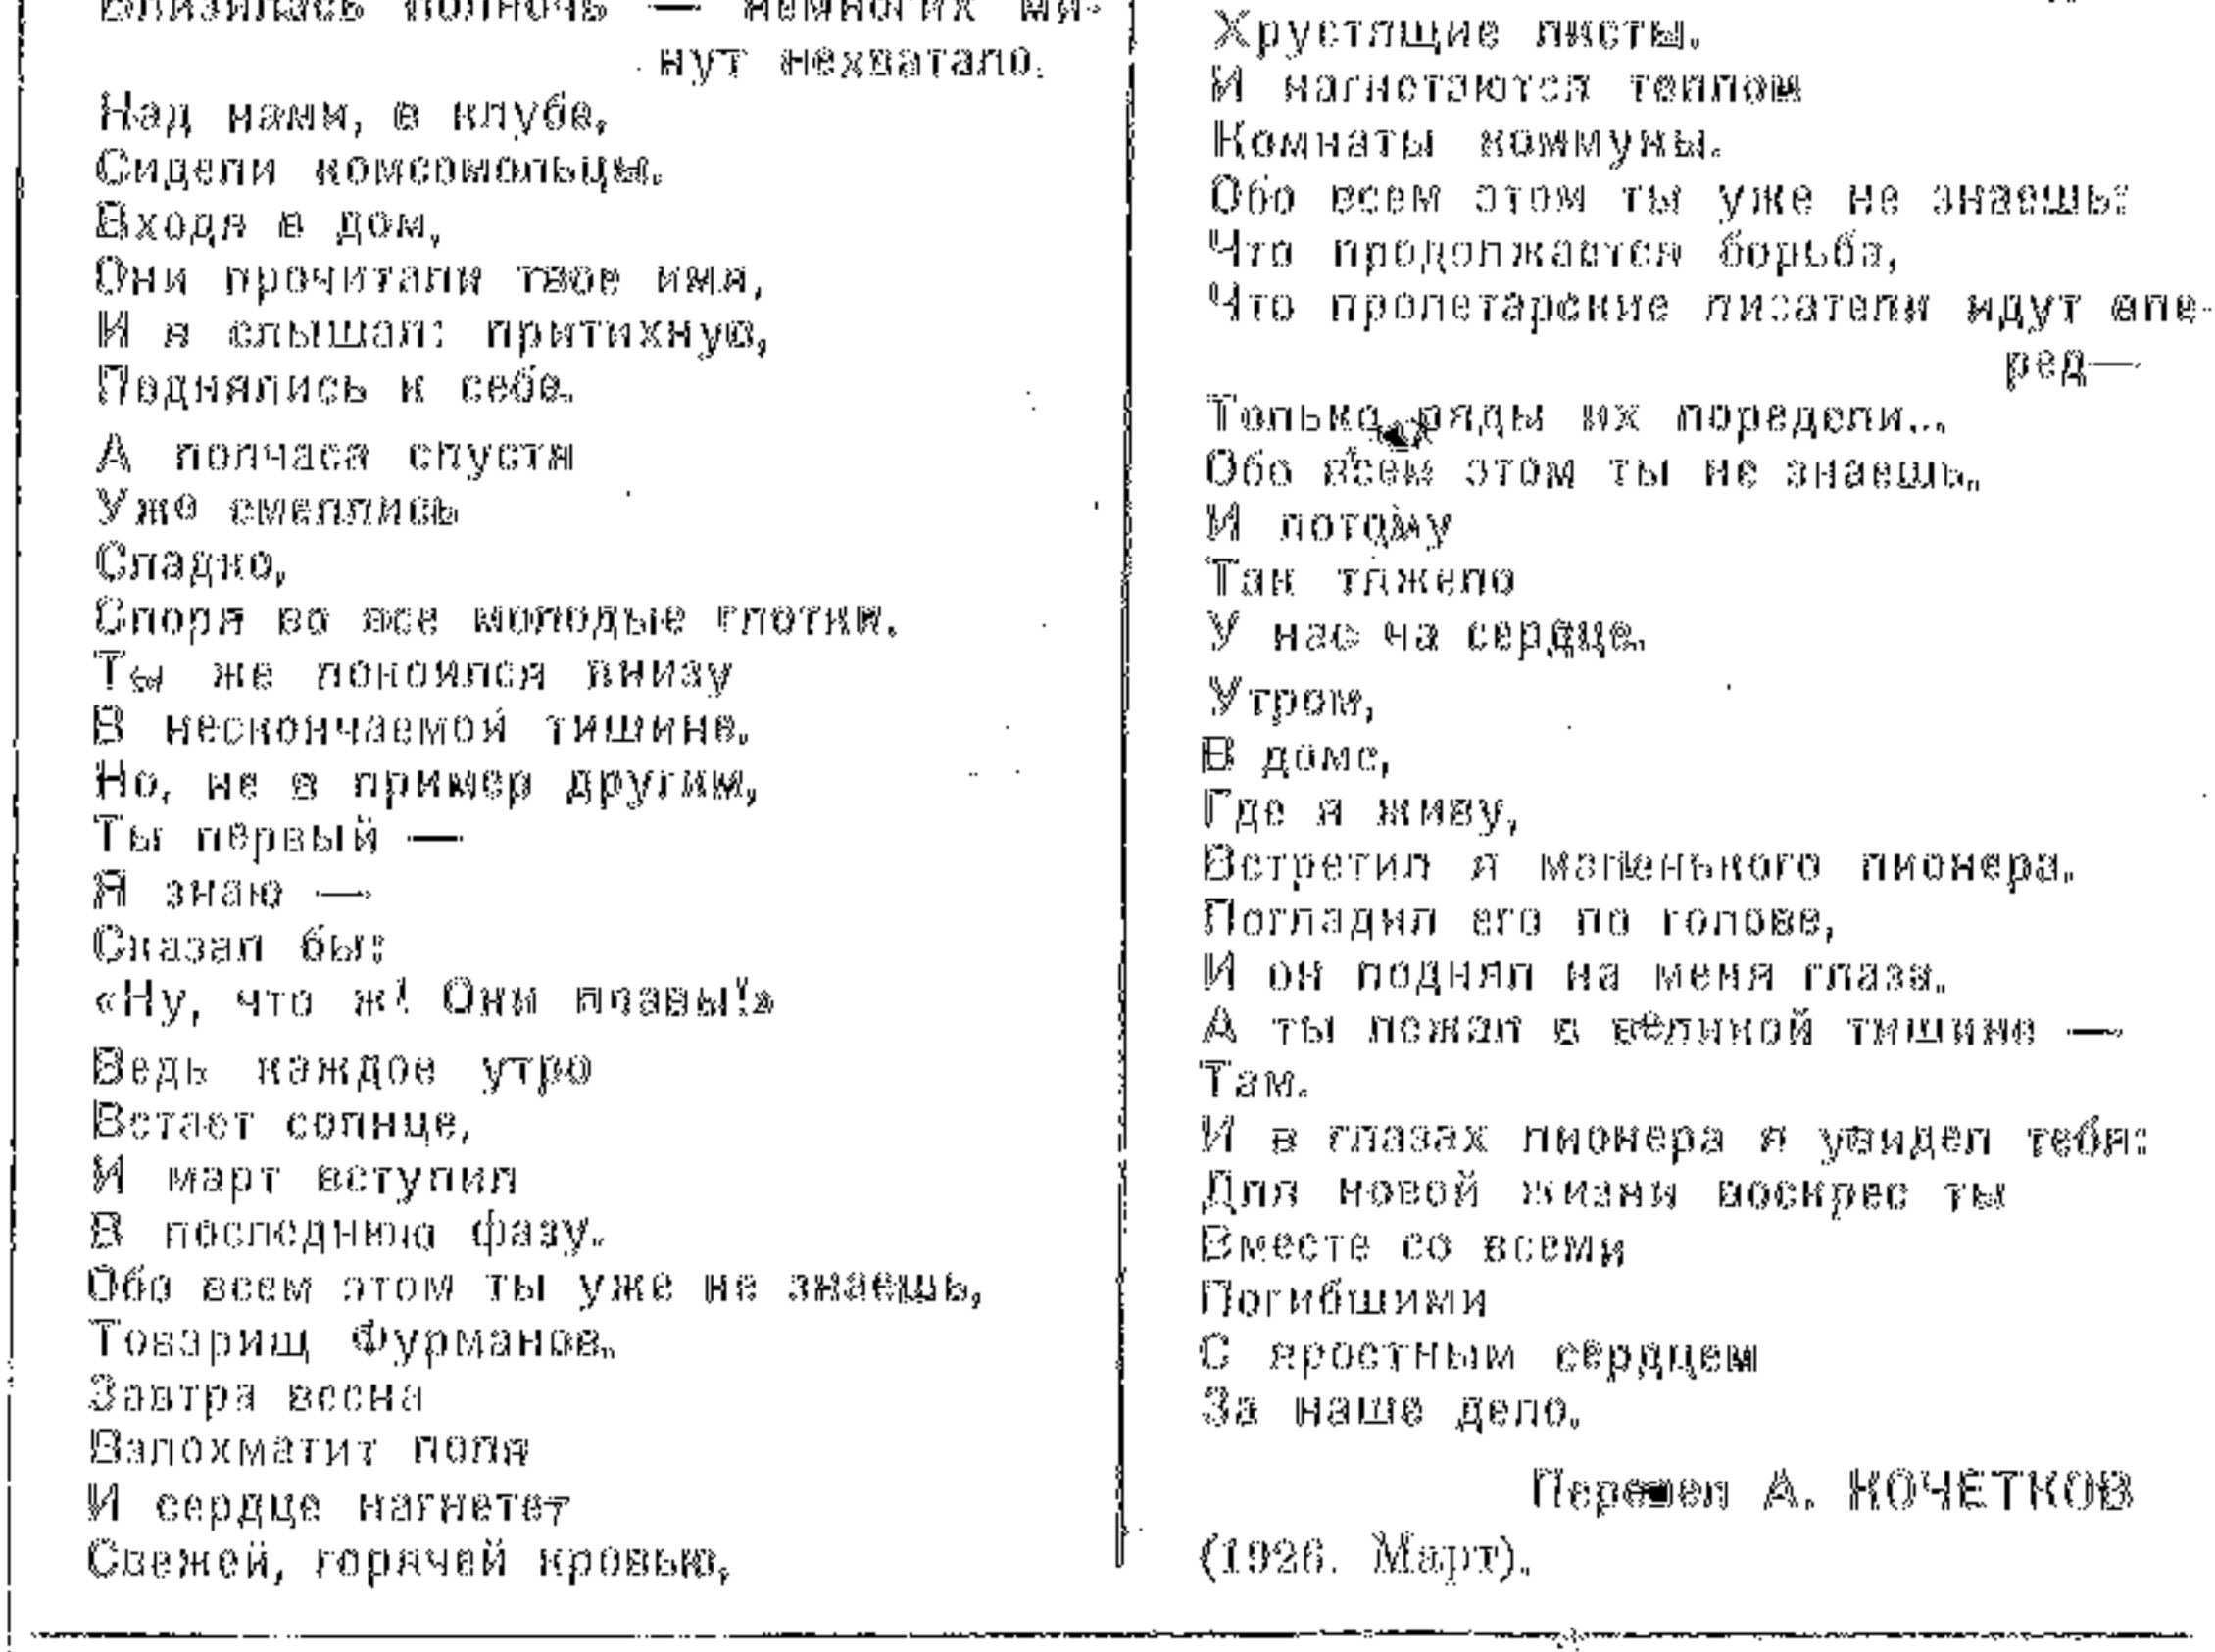 Близилась полночь — немногих ми-
нут нехватало.
Над нами, в клубе,
Сидели комсомольцы.
Входя в дом,
Они прочитали твое имя,
И я слышал: притихнув,
Поднялись к себе.
А полчаса спустя
Уже смеялись
Сладко,
Споря во все молодые глотки.
Ты же покоился внизу
В нескончаемой тишине.
Но, не в пример другим,
Ты первый —
Я знаю —
Сказал бы:
«Ну, что ж! Они правы!»
Ведь каждое утро
Встает солнце,
И март вступил
В последнюю фазу.
Обо всем этом ты уже не знаешь,
Товарищ Фурманов.
Завтра весна
Взлохматит поля
И сердце нагнетет
Свежей, горячей кровью,
Хрустящие листы.
И нагнетаются теплом
Комнаты коммуны.
Обо всем этом ты уже не знаешь:
Что продолжается борьба,
Что пролетарские писатели идут впе-
ред—
Только ряды их поредели...
Обо всем этом ты не знаешь.
И потому
Так тяжело
У нас на сердце.
Утром,
В доме,
Где я живу,
Встретил я маленького пионера.
Погладил его по голове,
И он поднял на меня глаза.
А ты лежал в великой тишине —
Там.
И в глазах пионера я увидел тебя:
Для новой жизни воскрес ты
Вместе со всеми
Погибшими
С яростным сердцем
За наше дело.
Перевел А. КОЧЕТКОВ
(1926. Март).